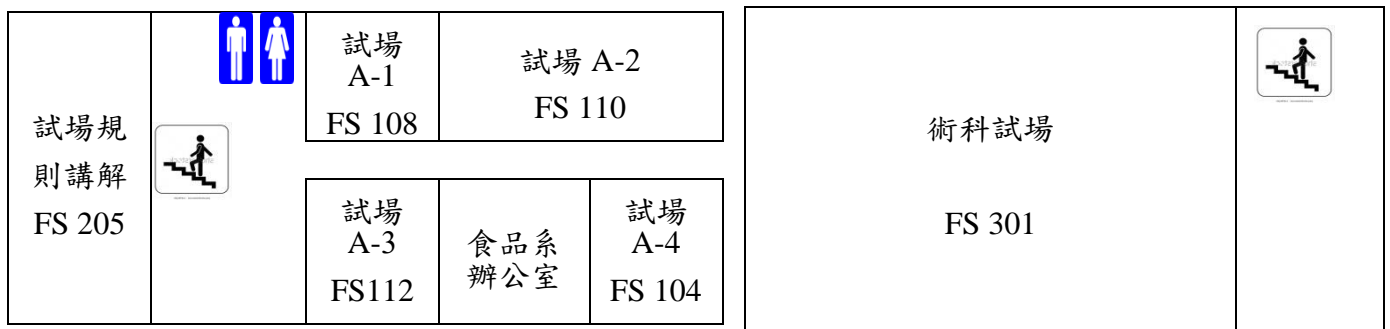 試場規
則講解
FS 205
試場
A-1
FS 108
試場 A-2
FS 110
試場
A-3
FS112
食品系
辦公室
試場
A-4
FS 104
術科試場
FS 301